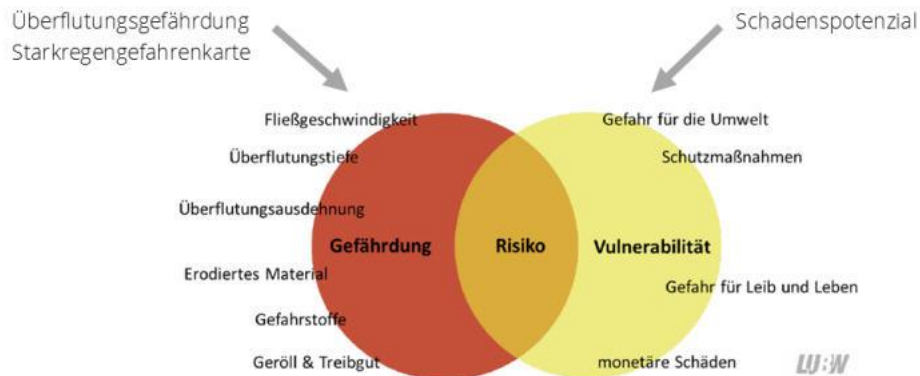 Überflutungsgefährdung
Starkregengefahrenkarte
Schadenspotenzial
Fließgeschwindigkeit
Überflutungstiefe
Überflutungsausdehnung
Gefährdung
Erodiertes Material
Gefahrstoffe
Geröll & Treibgut
Risiko
Gefahr für die Umwelt
Schutzmaßnahmen
Vulnerabilität
Gefahr für Leib und Leben
monetäre Schäden
LUBW